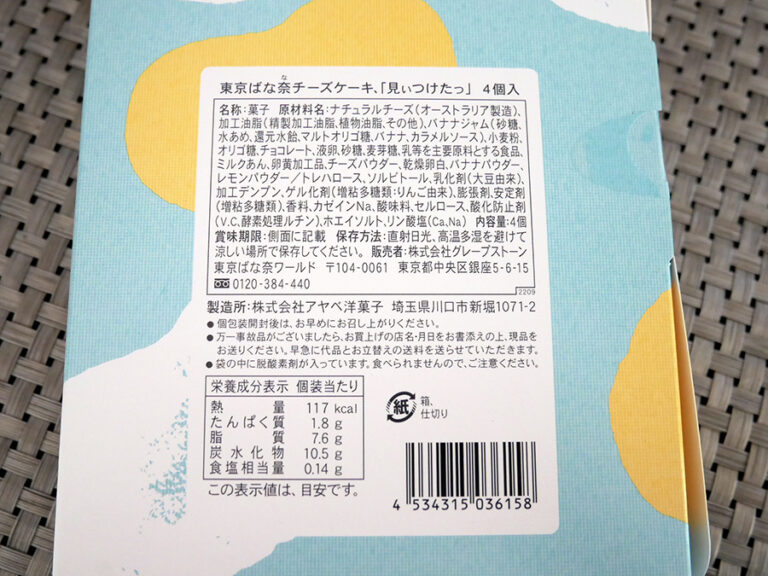 東京ばな奈チーズケーキ、「見ぃつけたっ」 4個入
な
名称:菓子 原材料名:ナチュラルチーズ(オーストラリア製造)、
加工油脂(精製加工油脂、植物油脂、その他)、バナナジャム(砂糖、
水あめ、還元水飴、マルトオリゴ糖、バナナ、カラメルソース)、小麦粉、
オリゴ糖、チョコレート、液卵、砂糖、麦芽糖、乳等を主要原料とする食品、
ミルクあん、卵黄加工品、チーズパウダー、乾燥卵白、バナナパウダー、
レモンパウダー/トレハロース、ソルビトール、乳化剤(大豆由来)、
加工デンプン、ゲル化剤(増粘多糖類:りんご由来)、膨張剤、安定剤
(増粘多糖類)、香料、カゼインNa、酸味料、セルロース、酸化防止剤
(V.C、酵素処理ルチン)、ホエイソルト、リン酸塩(Ca、Na) 内容量:4個
賞味期限:側面に記載 保存方法:直射日光、高温多湿を避けて
涼しい場所で保存してください。 販売者:株式会社グレープストーン
東京ばな奈ワールド 〒104-0061 東京都中央区銀座5-6-15
0120-384-440
2209
製造所:株式会社アヤベ洋菓子 埼玉県川口市新堀1071-2
●個包装開封後は、お早めにお召し上がりください。
●万一事故品がございましたら、お買上げの店名・月日をお書添えの上、現品を
お送りください。早急に代品とお立替えの送料を送らせていただきます。
●袋の中に脱酸素剤が入っています。食べられませんので、ご注意ください。
栄養成分表示 個装当たり
熱量 117 kcal
たんぱく質 1.8 g
脂質 7.6 g
炭水化物 10.5 g
食塩相当量 0.14 g
この表示値は、目安です。
紙
箱、
仕切り
4 534315 036158